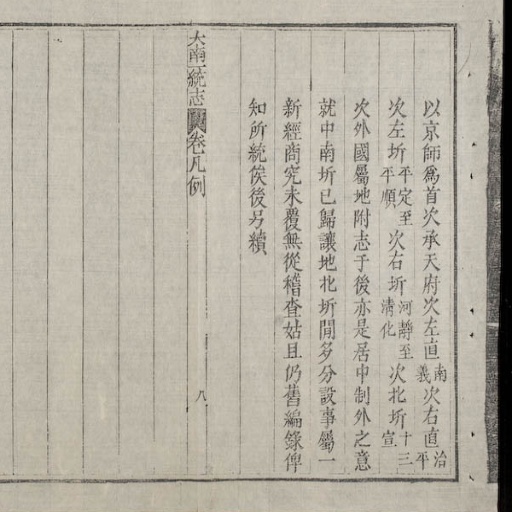 以京師爲首次承天府次左直南義次右直治平
次左圻平定至平順次右圻河靜至清化次北圻十三宣
次外國屬地附志于後亦是居中制外之意
就中南圻已歸讓地北圻間多分設事屬一
新經商究未覆無從稽查姑且仍舊編錄俾
知所統俟後另續
大南一統志 卷凡例
八